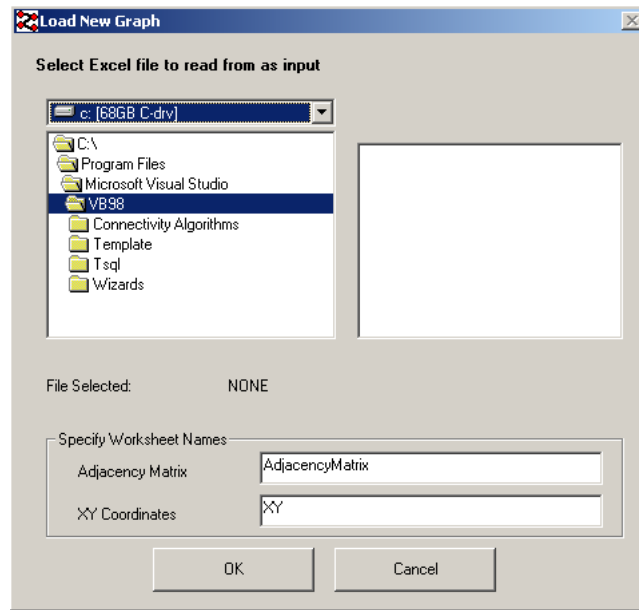 Load New Graph
Select Excel file to read from as input
c: [68GB C-drv]
C:\
Program Files
Microsoft Visual Studio
VB98
Connectivity Algorithms
Template
Tsql
Wizards
File Selected: NONE
Specify Worksheet Names
Adjacency Matrix AdjacencyMatrix
XY Coordinates XY
OK Cancel